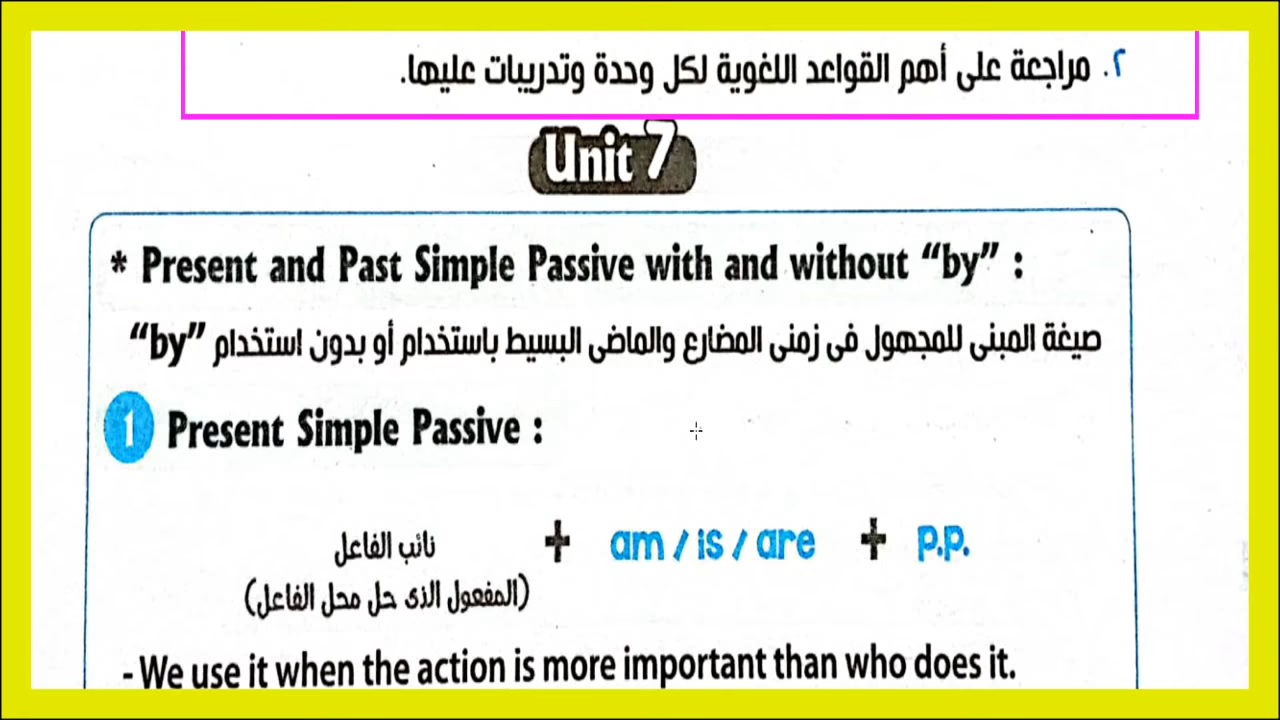 ٢. مراجعة على أهم القواعد اللغوية لكل وحدة وتدريبات عليها.
Unit 7
* Present and Past Simple Passive with and without “by” :
صيغة المبنى للمجهول فى زمنى المضارع والماضى البسيط باستخدام أو بدون استخدام “by”
1 Present Simple Passive :
نائب الفاعل + am / is / are + p.p.
(المفعول الذى حل محل الفاعل)
- We use it when the action is more important than who does it.